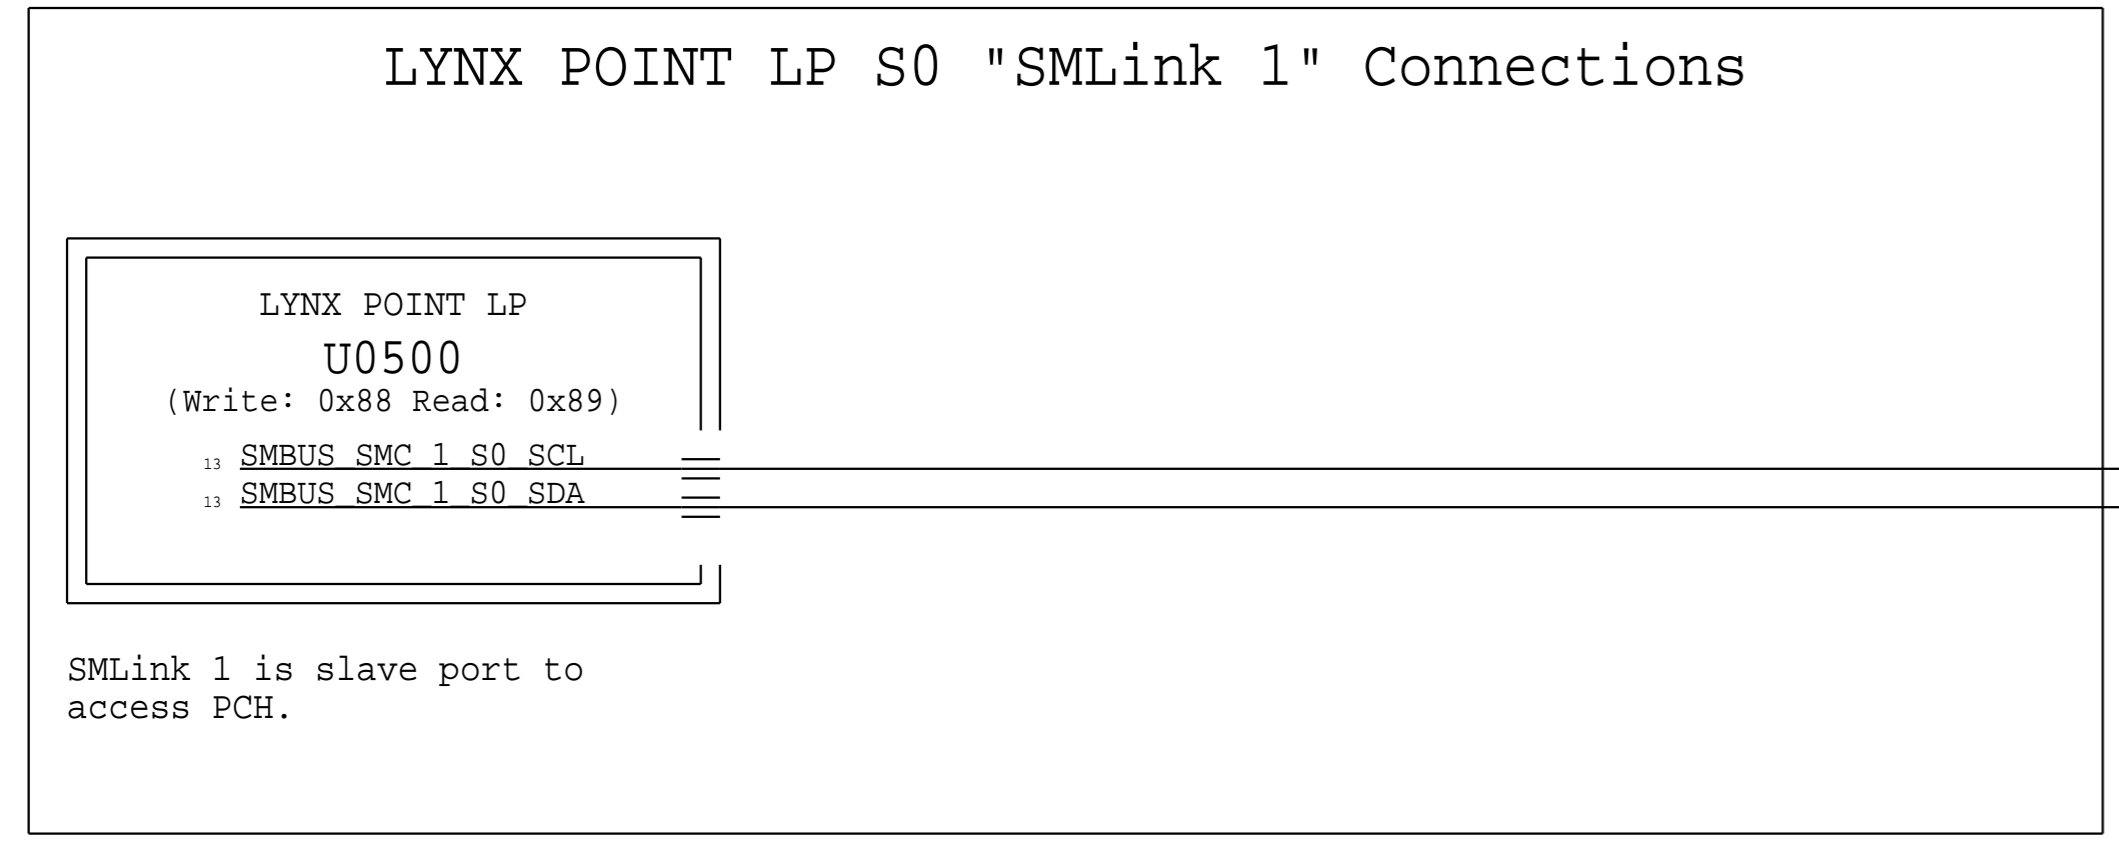 LYNX POINT LP S0 "SMLink 1" Connections
LYNX POINT LP
U0500
(Write: 0x88 Read: 0x89)
13 SMBUS_SMC_1_S0_SCL
13 SMBUS_SMC_1_S0_SDA
SMLink 1 is slave port to
access PCH.